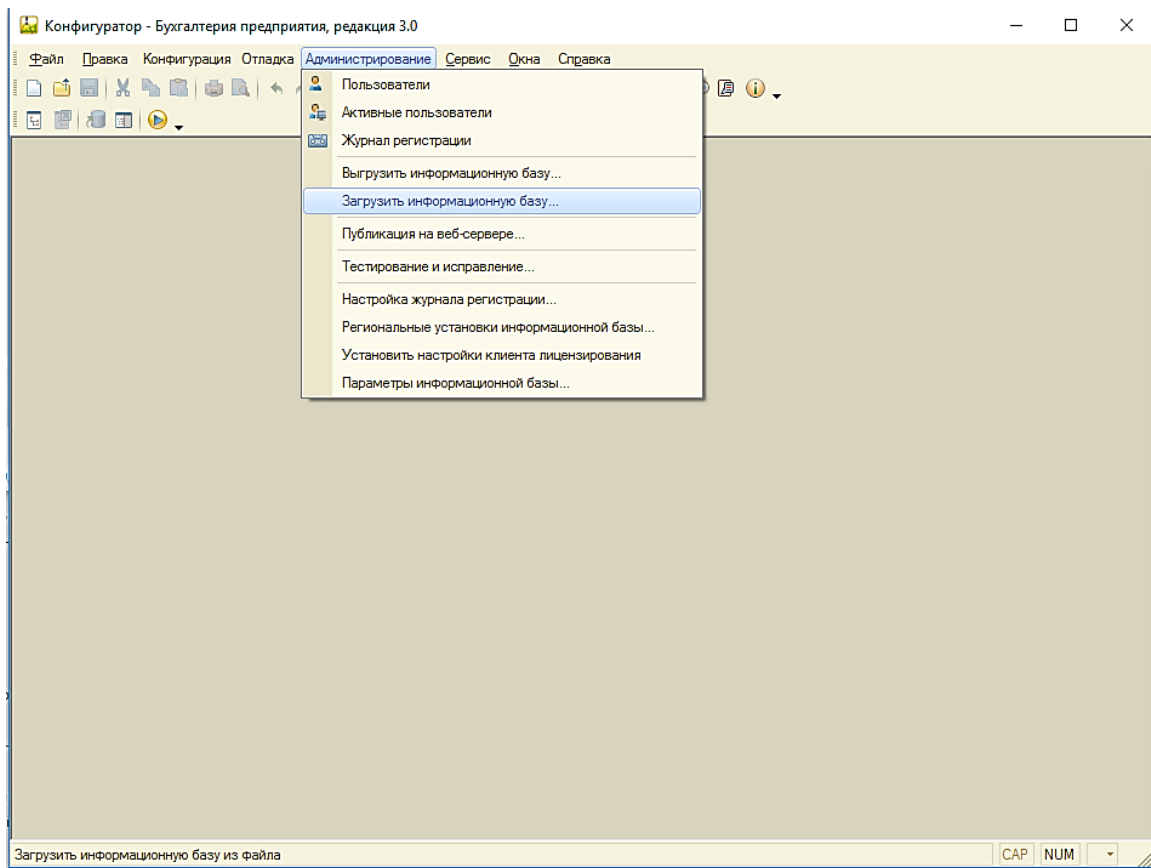 Конфигуратор - Бухгалтерия предприятия, редакция 3.0
Файл Правка Конфигурация Отладка Администрирование Сервис Окна Справка
Пользователи
Активные пользователи
Журнал регистрации
Выгрузить информационную базу...
Загрузить информационную базу...
Публикация на веб-сервере...
Тестирование и исправление...
Настройка журнала регистрации...
Региональные установки информационной базы...
Установить настройки клиента лицензирования
Параметры информационной базы...
Загрузить информационную базу из файла CAP NUM